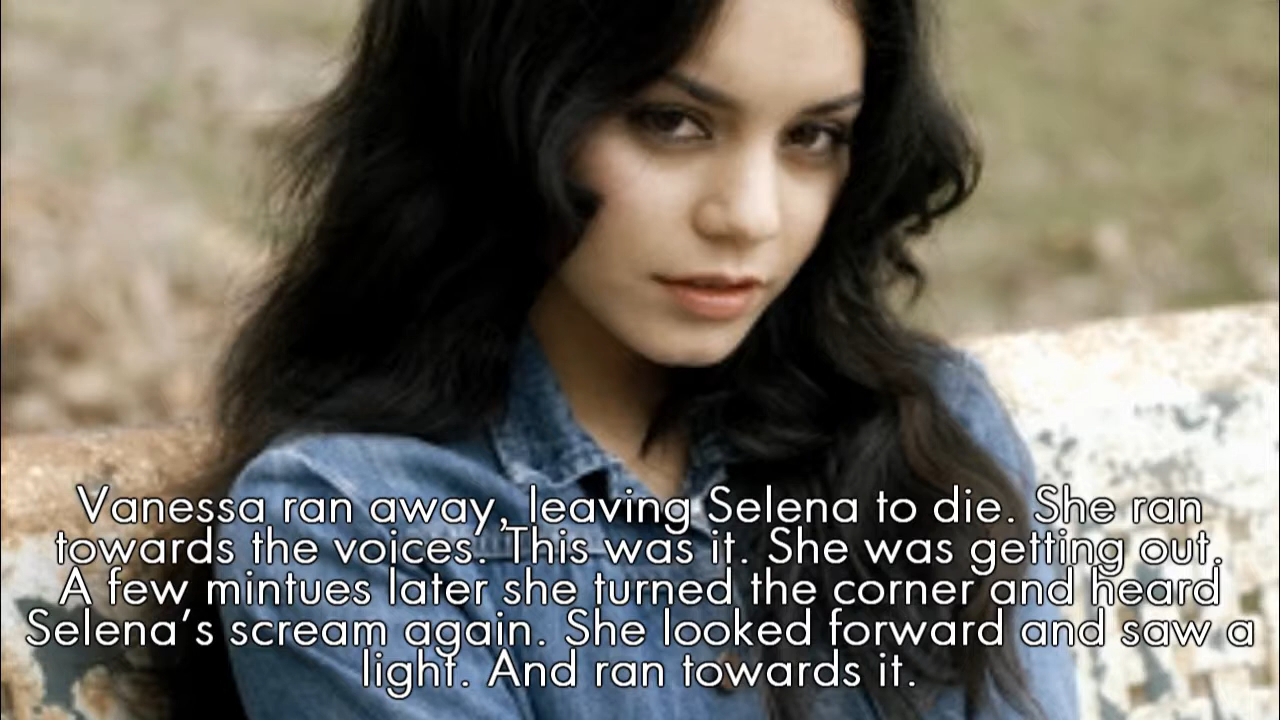 Vanessa ran away, leaving Selena to die. She ran
towards the voices. This was it. She was getting out.
A few mintues later she turned the corner and heard
Selena's scream again. She looked forward and saw a
light. And ran towards it.